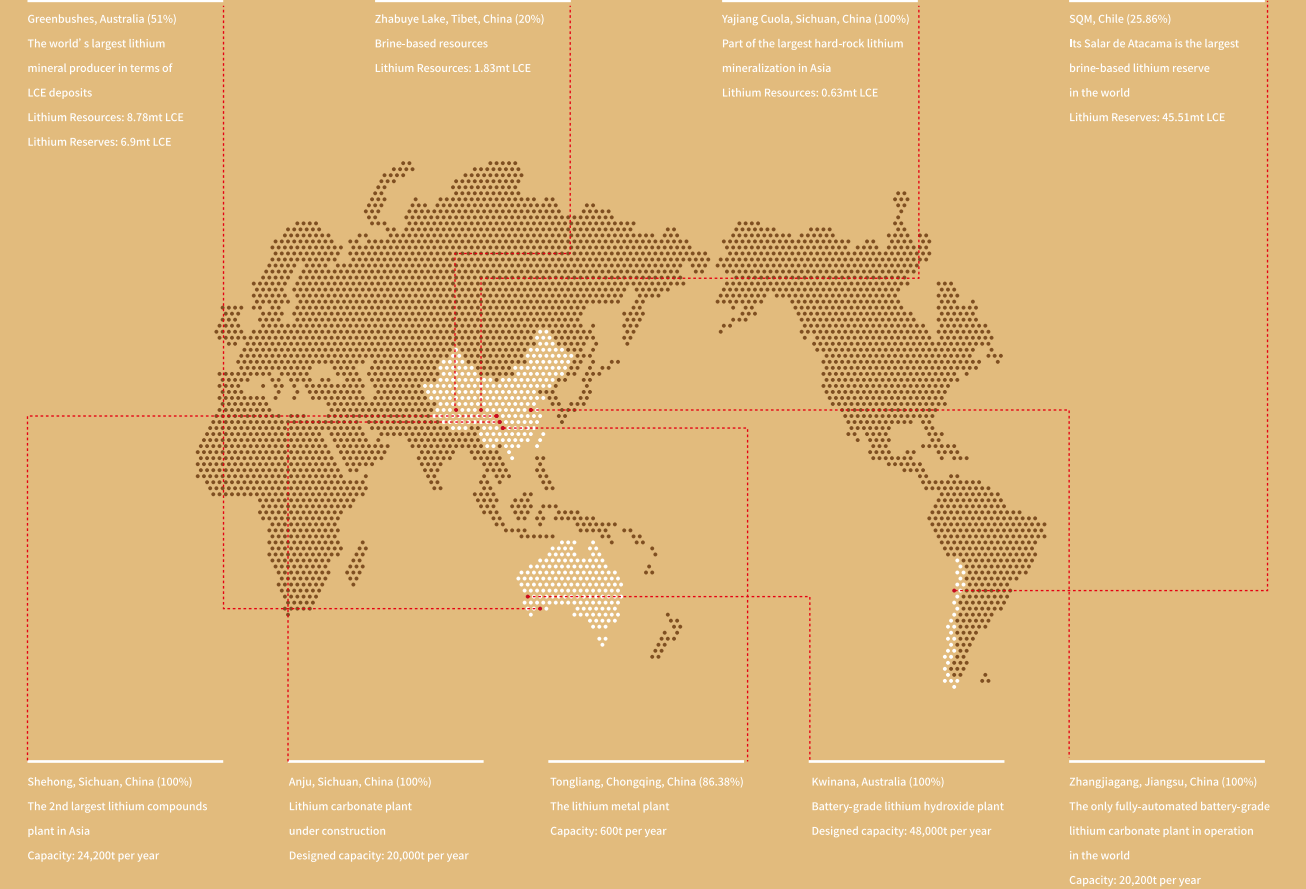 Greenbushes, Australia (51%)
The world's largest lithium
mineral producer in terms of
LCE deposits
Lithium Resources: 8.78mt LCE
Lithium Reserves: 6.9mt LCE
Zhabuye Lake, Tibet, China (20%)
Brine-based resources
Lithium Resources: 1.83mt LCE
Yajiang Cuola, Sichuan, China (100%)
Part of the largest hard-rock lithium
mineralization in Asia
Lithium Resources: 0.63mt LCE
SQM, Chile (25.86%)
Its Salar de Atacama is the largest
brine-based lithium reserve
in the world
Lithium Reserves: 45.51mt LCE
Shehong, Sichuan, China (100%)
The 2nd largest lithium compounds
plant in Asia
Capacity: 24,200t per year
Anju, Sichuan, China (100%)
Lithium carbonate plant
under construction
Designed capacity: 20,000t per year
Tongliang, Chongqing, China (86.38%)
The lithium metal plant
Capacity: 600t per year
Kwinana, Australia (100%)
Battery-grade lithium hydroxide plant
Designed capacity: 48,000t per year
Zhangjiagang, Jiangsu, China (100%)
The only fully-automated battery-grade
lithium carbonate plant in operation
in the world
Capacity: 20,200t per year